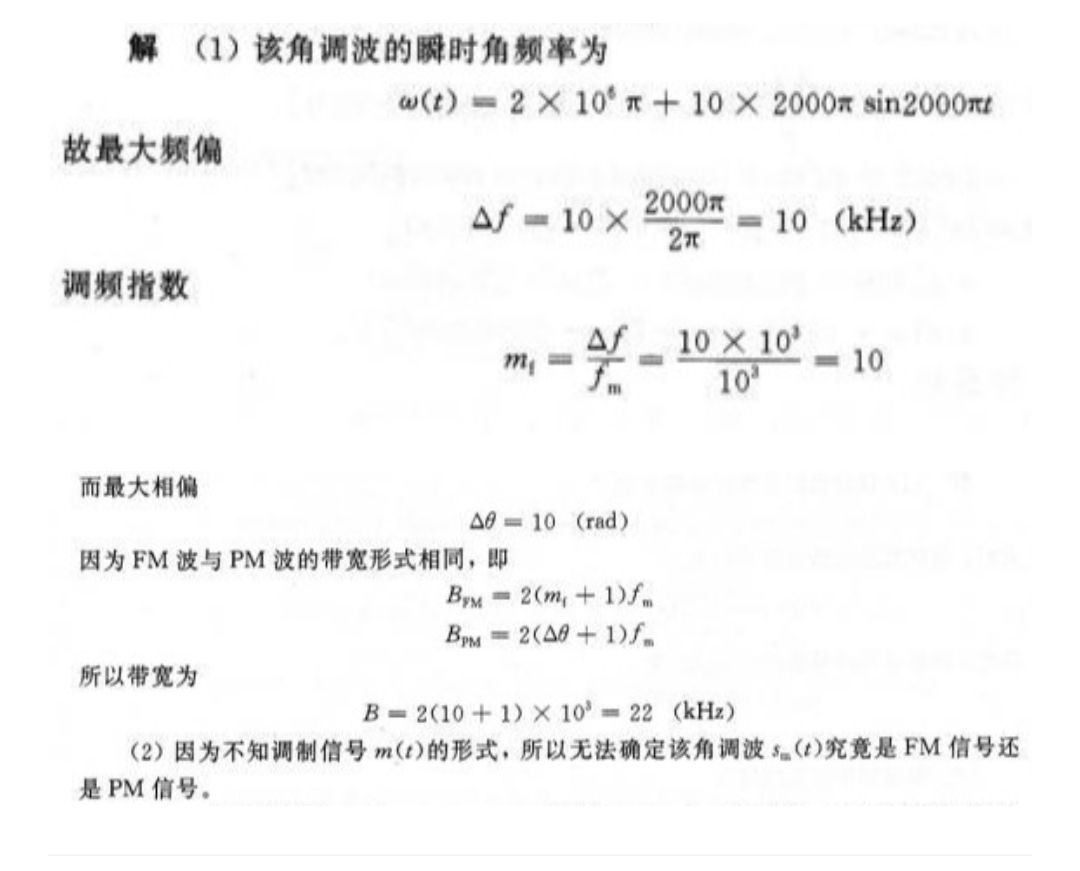 解 (1) 该角调波的瞬时角频率为
ω(t) = 2 × 10⁶ π + 10 × 2000π sin2000πt
故最大频偏
Δf = 10 × 2000π/2π = 10 (kHz)
调频指数
m_f = Δf/f_m = 10 × 10³/10³ = 10
而最大相偏
Δθ = 10 (rad)
因为 FM 波与 PM 波的带宽形式相同，即
B_FM = 2(m_f + 1)f_m
B_PM = 2(Δθ + 1)f_m
所以带宽为
B = 2(10 + 1) × 10³ = 22 (kHz)
(2) 因为不知调制信号 m(t)的形式，所以无法确定该角调波 s_m(t)究竟是 FM 信号还
是 PM 信号。